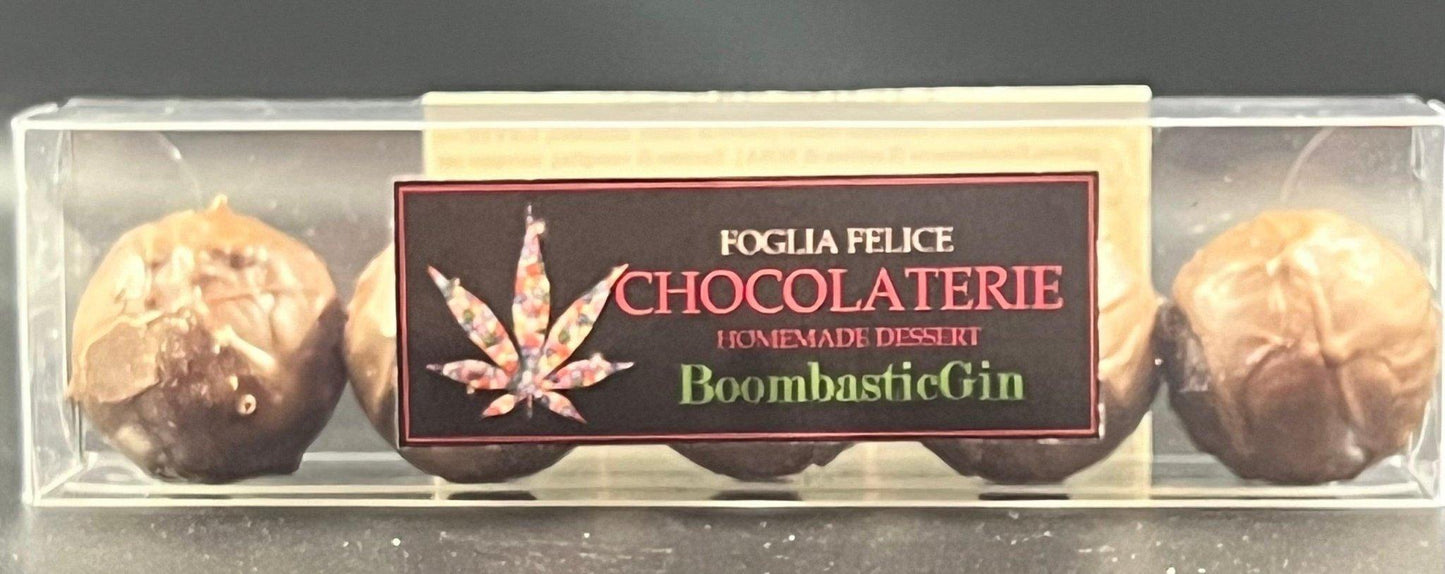 FOGLIA FELICE
CHOCOLATERIE
HOMEMADE DESSERT
BoombasticGin